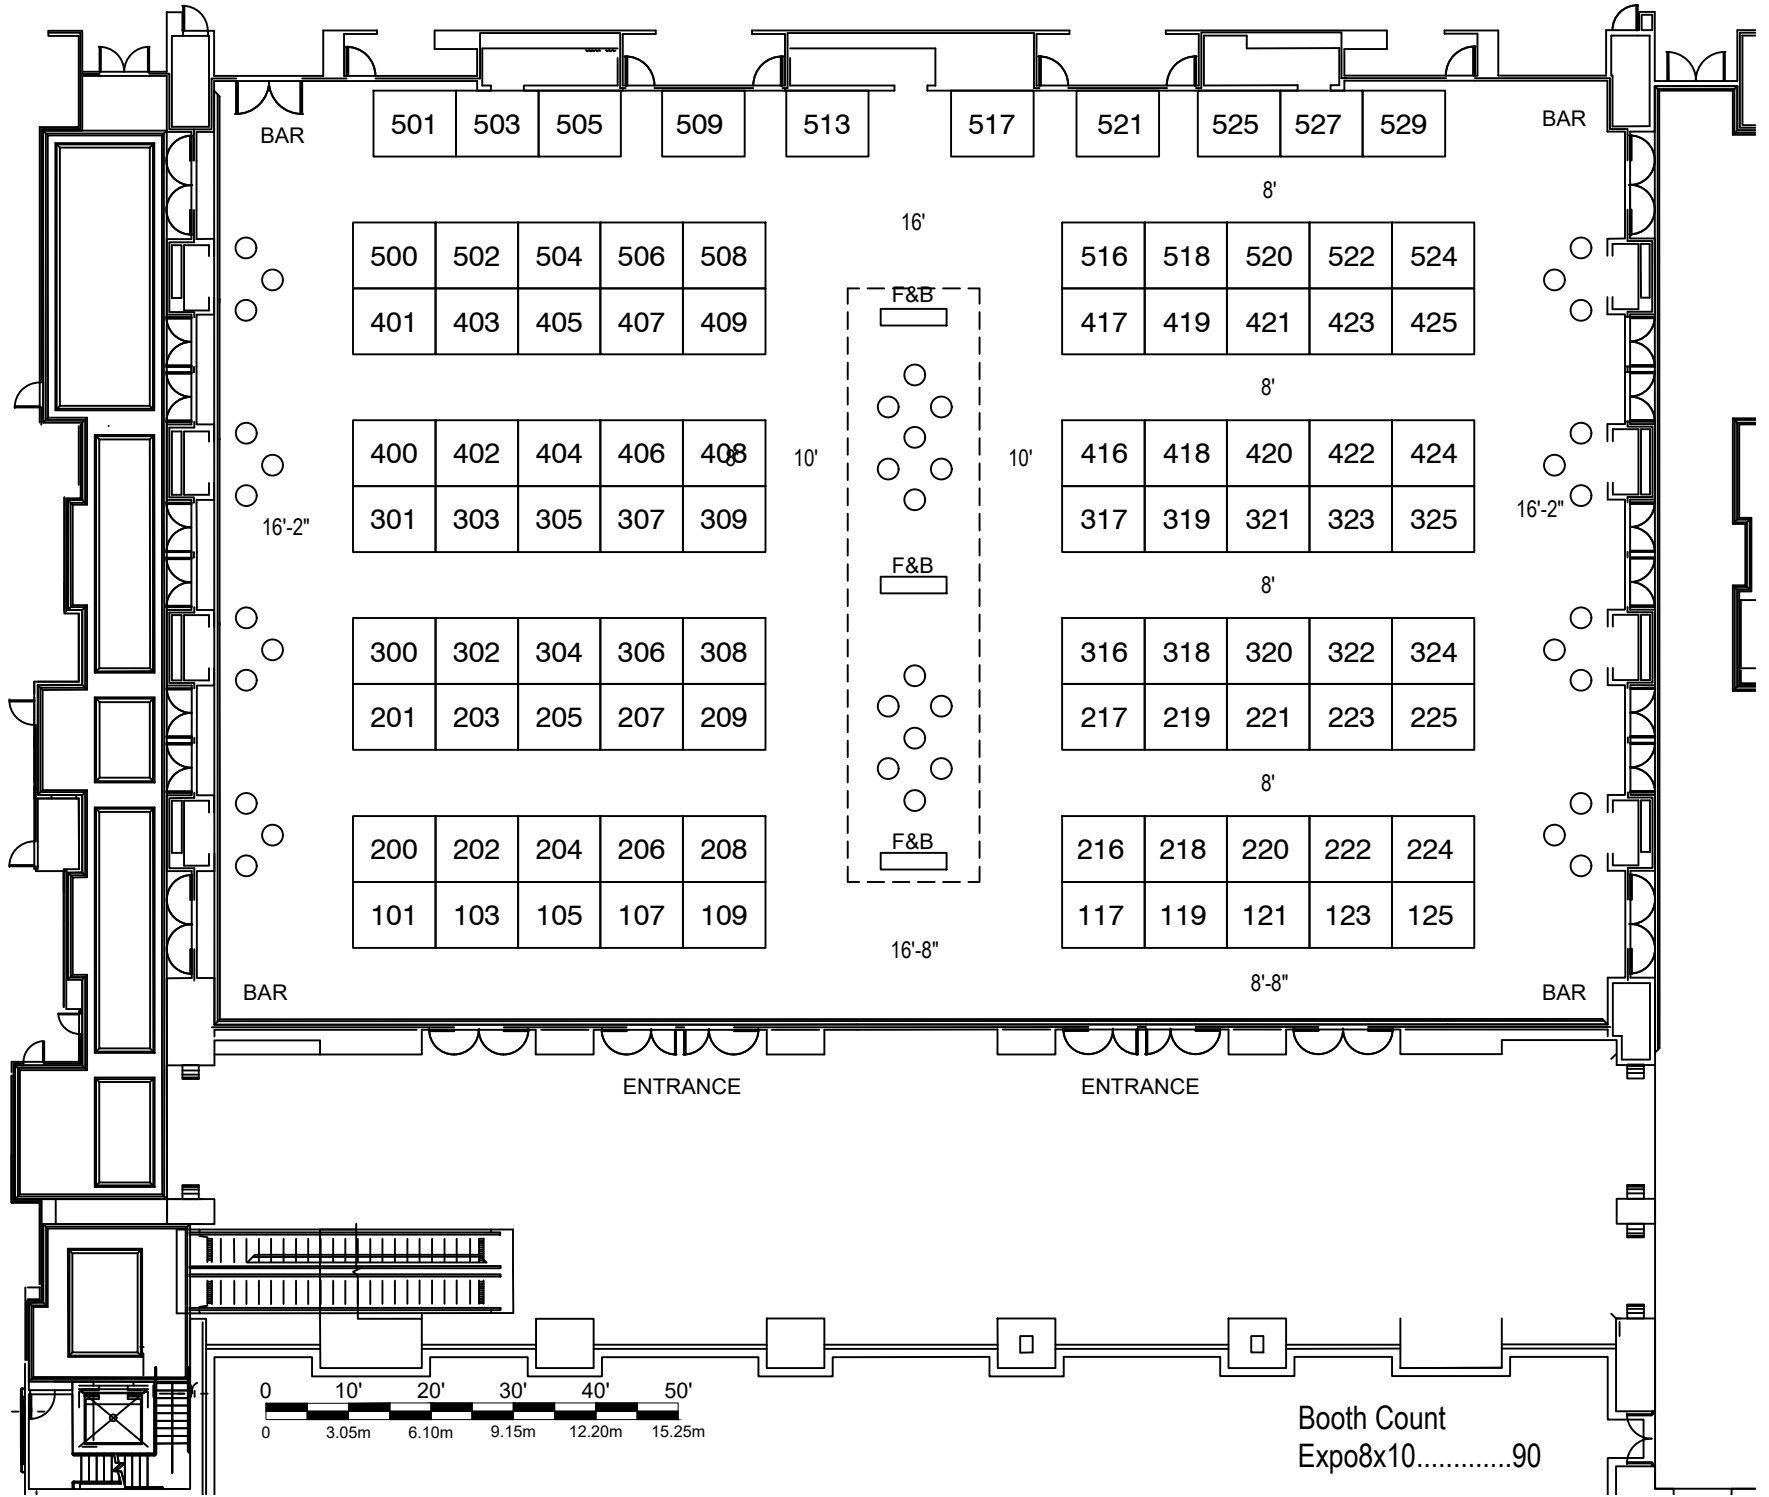 BAR
501 503 505 509 513 517 521 525 527 529
BAR
8'
16'
500 502 504 506 508
516 518 520 522 524
F&B
401 403 405 407 409
417 419 421 423 425
8'
400 402 404 406 408
8'
10'
10'
416 418 420 422 424
16'-2"
301 303 305 307 309
317 319 321 323 325
16'-2"
F&B
8'
300 302 304 306 308
316 318 320 322 324
201 203 205 207 209
217 219 221 223 225
8'
F&B
200 202 204 206 208
216 218 220 222 224
101 103 105 107 109
117 119 121 123 125
16'-8"
8'-8"
BAR
BAR
ENTRANCE
ENTRANCE
0 10' 20' 30' 40' 50'
0 3.05m 6.10m 9.15m 12.20m 15.25m
Booth Count
Expo8x10.............90